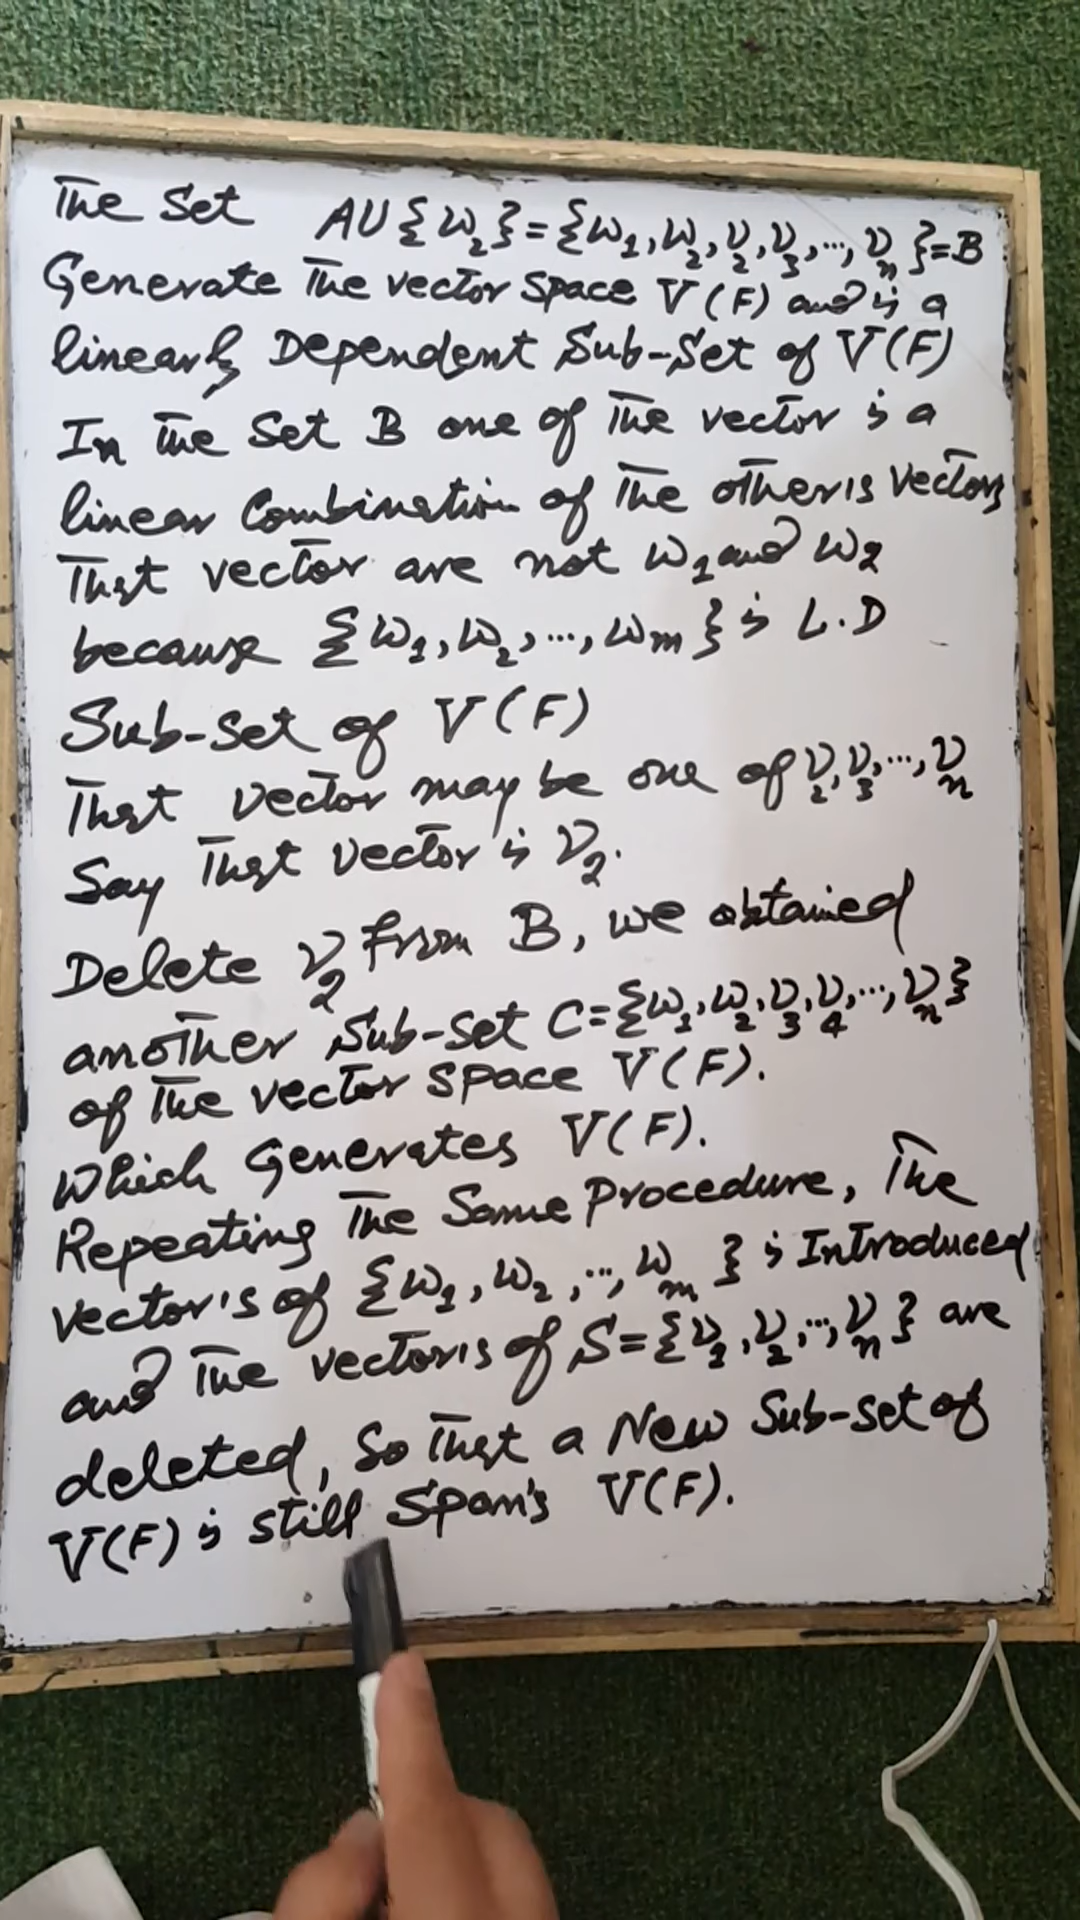 The Set AU{w₂}={w₁,w₂,v₂,v₃,...,vₙ}=B
Generate The vector space V(F) and is a
linearly Dependent Sub-Set of V(F)
In the Set B one of The vector is a
linear Combination of The other's vectors
That vector are not w₁ and w₂
because {w₁,w₂,...,wm} is L.D
Sub-set of V(F)
That vector may be one of v₂,v₃,...,vₙ
Say That vector is v₂.
Delete v₂ from B, we obtained
another Sub-set C={w₁,w₂,v₃,v₄,...,vₙ}
of The vector space V(F).
Which Generates V(F).
Repeating The Same Procedure, The
vector's of {w₁,w₂,...,wm} is Introduced
and The vector's of S={v₁,v₂,...,vₙ} are
deleted, So That a New Sub-set of
V(F) is still Span's V(F).